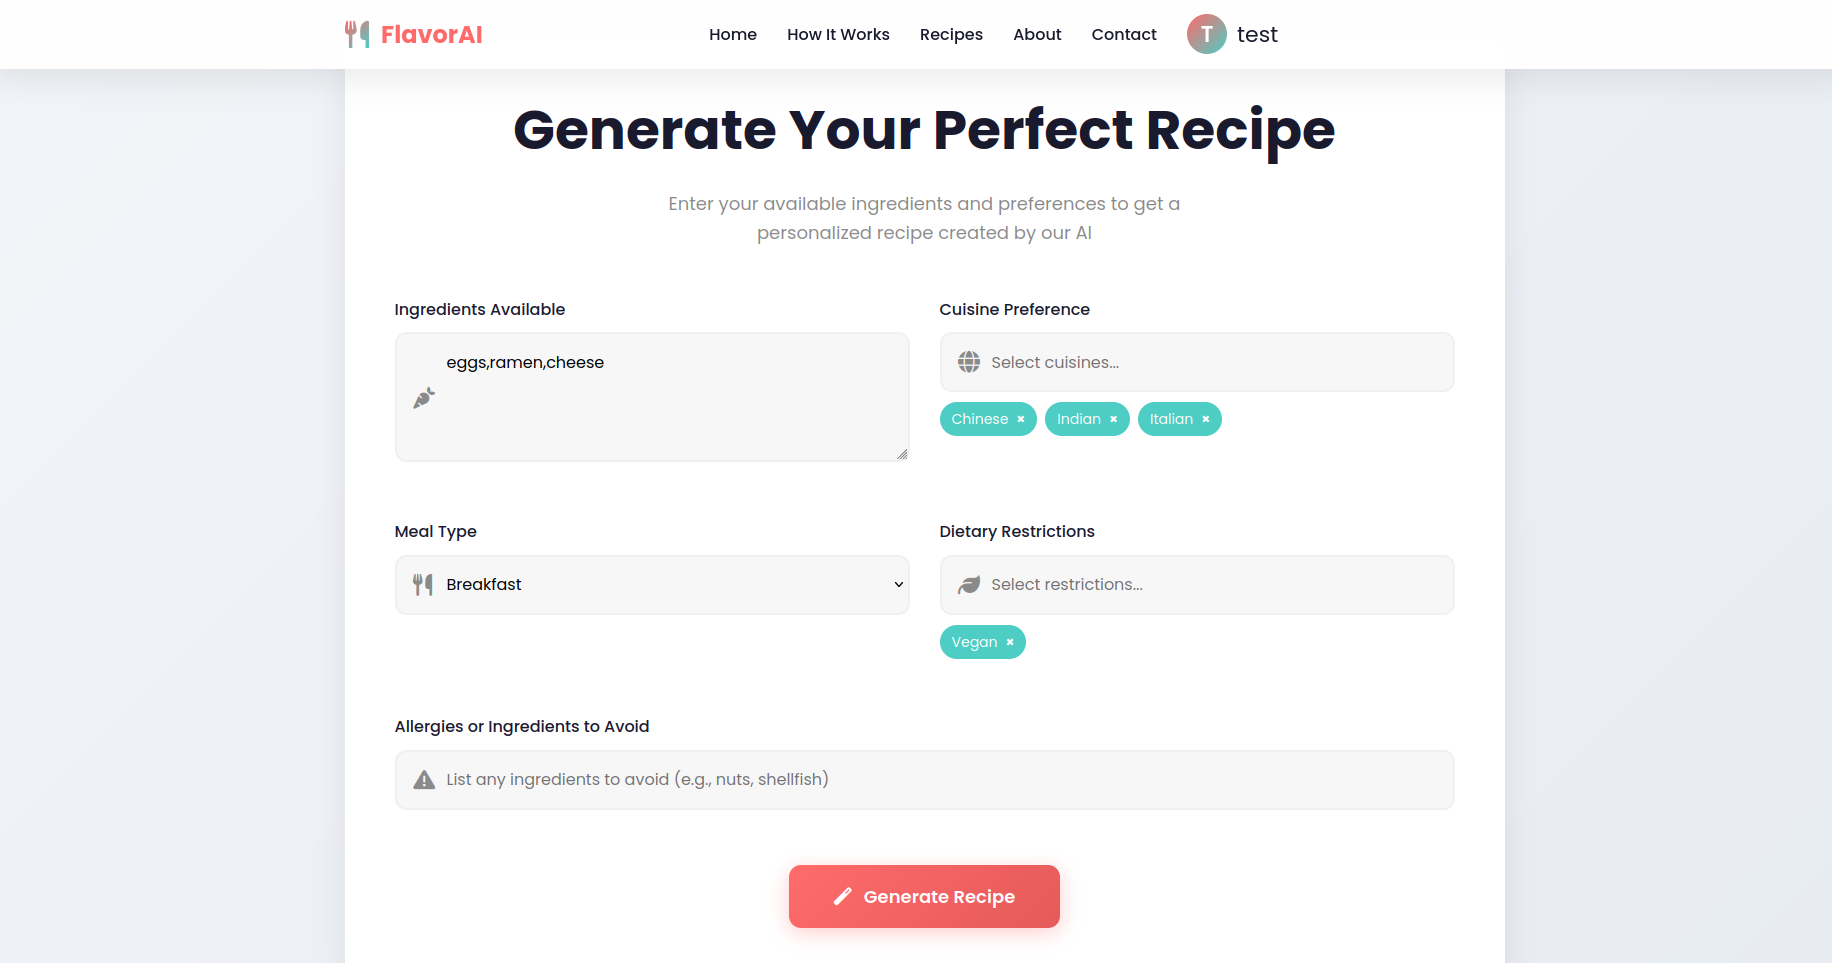 FlavorAI
Home How It Works Recipes About Contact T test
Generate Your Perfect Recipe
Enter your available ingredients and preferences to get a
personalized recipe created by our AI
Ingredients Available
eggs,ramen,cheese
Cuisine Preference
Select cuisines...
Chinese × Indian × Italian ×
Meal Type
Breakfast
Dietary Restrictions
Select restrictions...
Vegan ×
Allergies or Ingredients to Avoid
List any ingredients to avoid (e.g., nuts, shellfish)
Generate Recipe